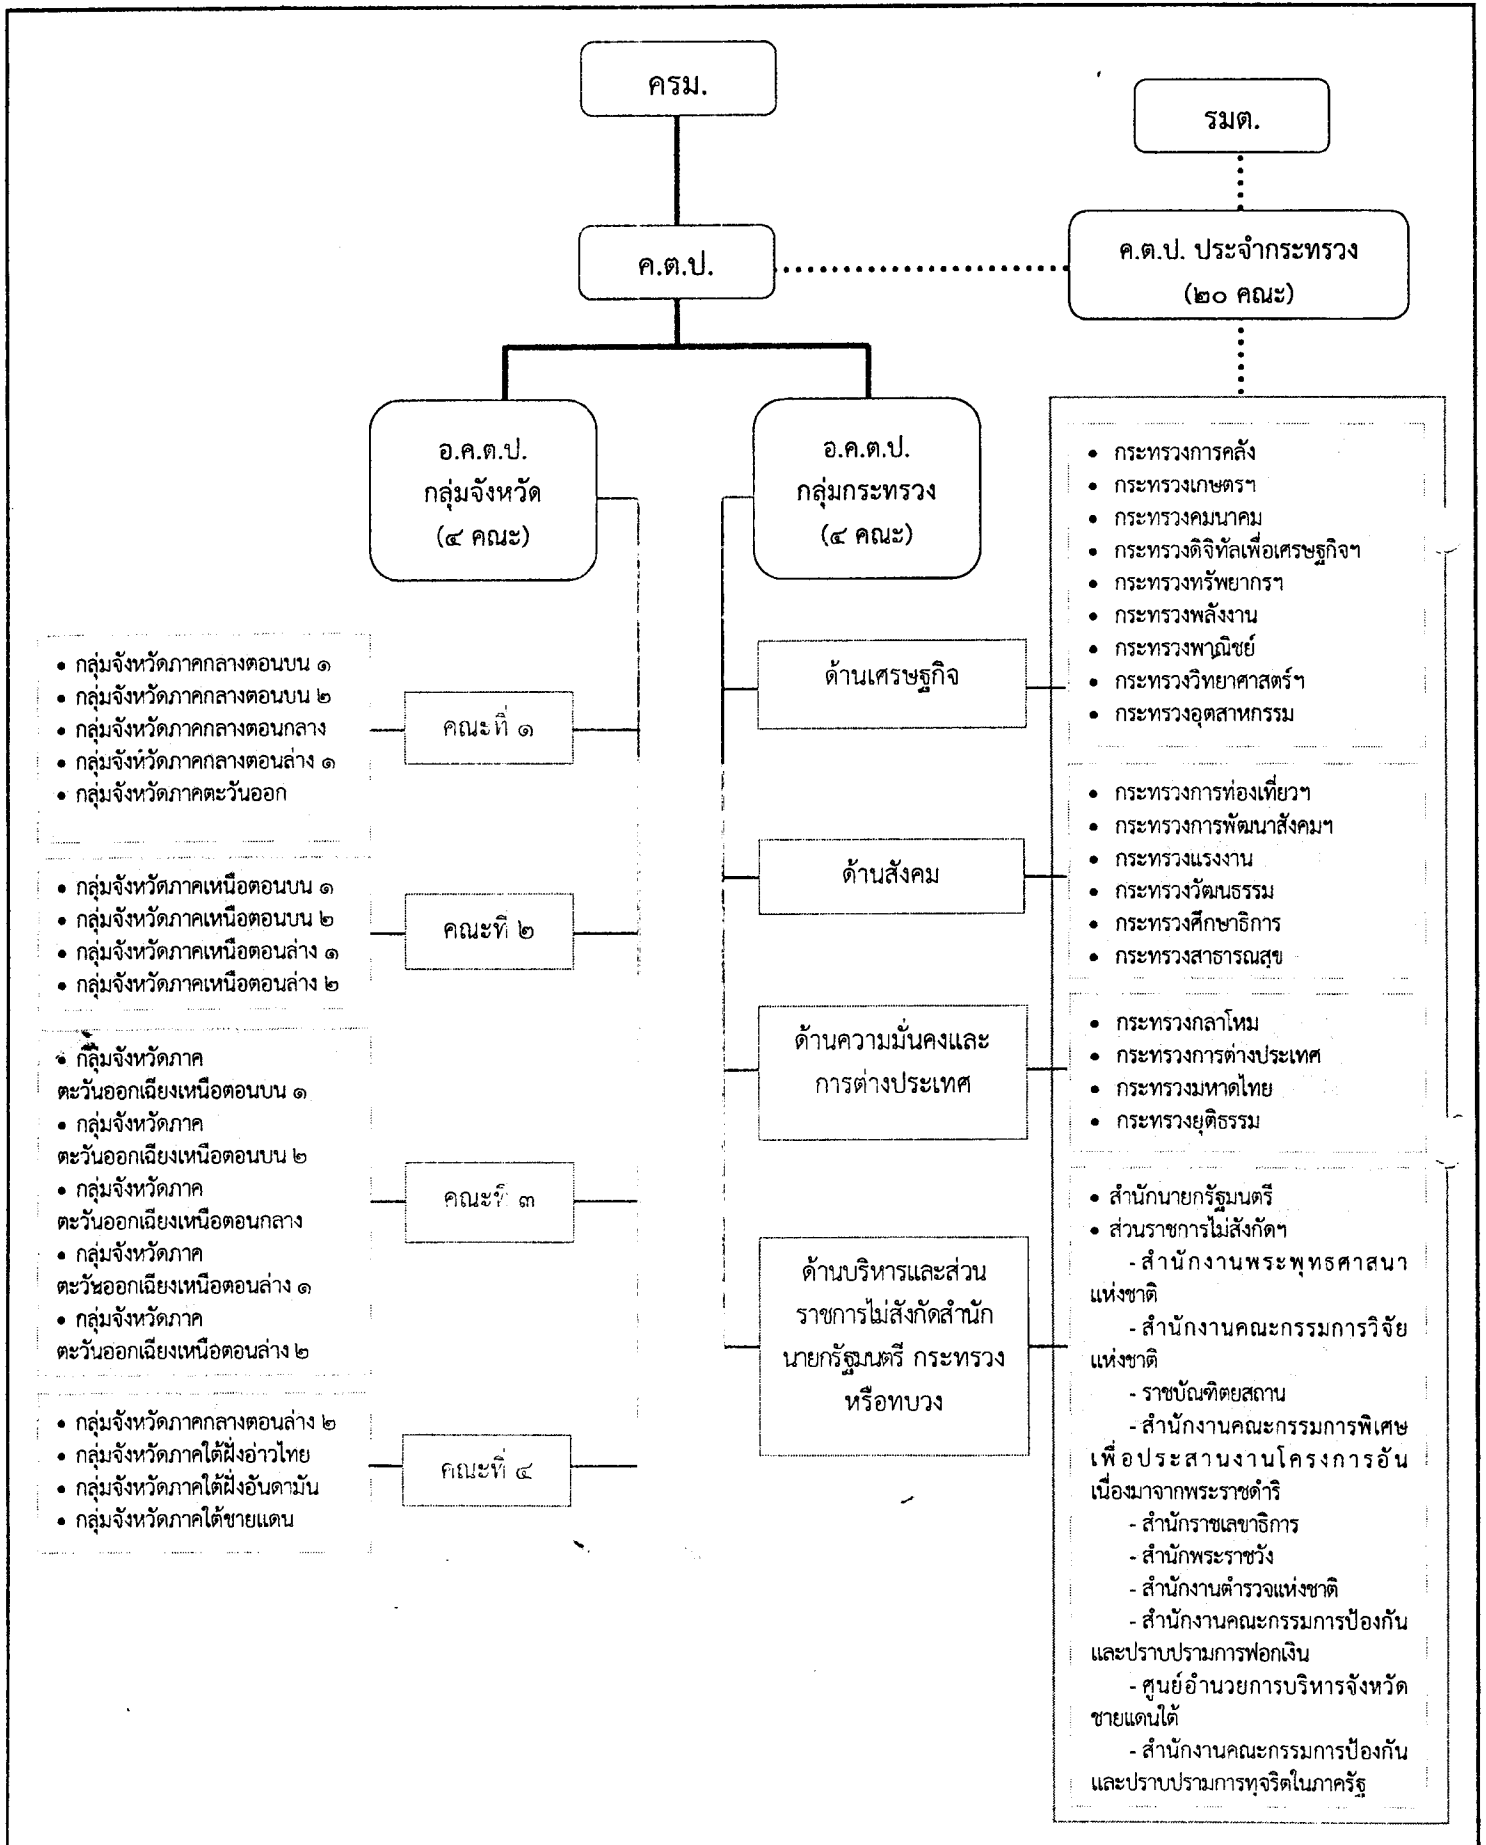 ครม.
รมต.
ค.ต.ป.
ค.ต.ป. ประจำกระทรวง
(๒๐ คณะ)
อ.ค.ต.ป.
กลุ่มจังหวัด
(๔ คณะ)
อ.ค.ต.ป.
กลุ่มกระทรวง
(๔ คณะ)
• กลุ่มจังหวัดภาคกลางตอนบน ๑
• กลุ่มจังหวัดภาคกลางตอนบน ๒
• กลุ่มจังหวัดภาคกลางตอนกลาง
• กลุ่มจังหวัดภาคกลางตอนล่าง ๑
• กลุ่มจังหวัดภาคตะวันออก
คณะที่ ๑
• กลุ่มจังหวัดภาคเหนือตอนบน ๑
• กลุ่มจังหวัดภาคเหนือตอนบน ๒
• กลุ่มจังหวัดภาคเหนือตอนล่าง ๑
• กลุ่มจังหวัดภาคเหนือตอนล่าง ๒
คณะที่ ๒
• กลุ่มจังหวัดภาค
ตะวันออกเฉียงเหนือตอนบน ๑
• กลุ่มจังหวัดภาค
ตะวันออกเฉียงเหนือตอนบน ๒
• กลุ่มจังหวัดภาค
ตะวันออกเฉียงเหนือตอนกลาง
• กลุ่มจังหวัดภาค
ตะวันออกเฉียงเหนือตอนล่าง ๑
• กลุ่มจังหวัดภาค
ตะวันออกเฉียงเหนือตอนล่าง ๒
คณะที่ ๓
• กลุ่มจังหวัดภาคกลางตอนล่าง ๒
• กลุ่มจังหวัดภาคใต้ฝั่งอ่าวไทย
• กลุ่มจังหวัดภาคใต้ฝั่งอันดามัน
• กลุ่มจังหวัดภาคใต้ชายแดน
คณะที่ ๔
ด้านเศรษฐกิจ
• กระทรวงการคลัง
• กระทรวงเกษตรฯ
• กระทรวงคมนาคม
• กระทรวงดิจิทัลเพื่อเศรษฐกิจฯ
• กระทรวงทรัพยากรฯ
• กระทรวงพลังงาน
• กระทรวงพาณิชย์
• กระทรวงวิทยาศาสตร์ฯ
• กระทรวงอุตสาหกรรม
ด้านสังคม
• กระทรวงการท่องเที่ยวฯ
• กระทรวงการพัฒนาสังคมฯ
• กระทรวงแรงงาน
• กระทรวงวัฒนธรรม
• กระทรวงศึกษาธิการ
• กระทรวงสาธารณสุข
ด้านความมั่นคงและ
การต่างประเทศ
• กระทรวงกลาโหม
• กระทรวงการต่างประเทศ
• กระทรวงมหาดไทย
• กระทรวงยุติธรรม
ด้านบริหารและส่วน
ราชการไม่สังกัดสำนัก
นายกรัฐมนตรี กระทรวง
หรือทบวง
• สำนักนายกรัฐมนตรี
• ส่วนราชการไม่สังกัดฯ
- สำนักงานพระพุทธศาสนา
แห่งชาติ
- สำนักงานคณะกรรมการวิจัย
แห่งชาติ
- ราชบัณฑิตยสถาน
- สำนักงานคณะกรรมการพิเศษ
เพื่อประสานงานโครงการอัน
เนื่องมาจากพระราชดำริ
- สำนักราชเลขาธิการ
- สำนักพระราชวัง
- สำนักงานตำรวจแห่งชาติ
- สำนักงานคณะกรรมการป้องกัน
และปราบปรามการฟอกเงิน
- ศูนย์อำนวยการบริหารจังหวัด
ชายแดนใต้
- สำนักงานคณะกรรมการป้องกัน
และปราบปรามการทุจริตในภาครัฐ